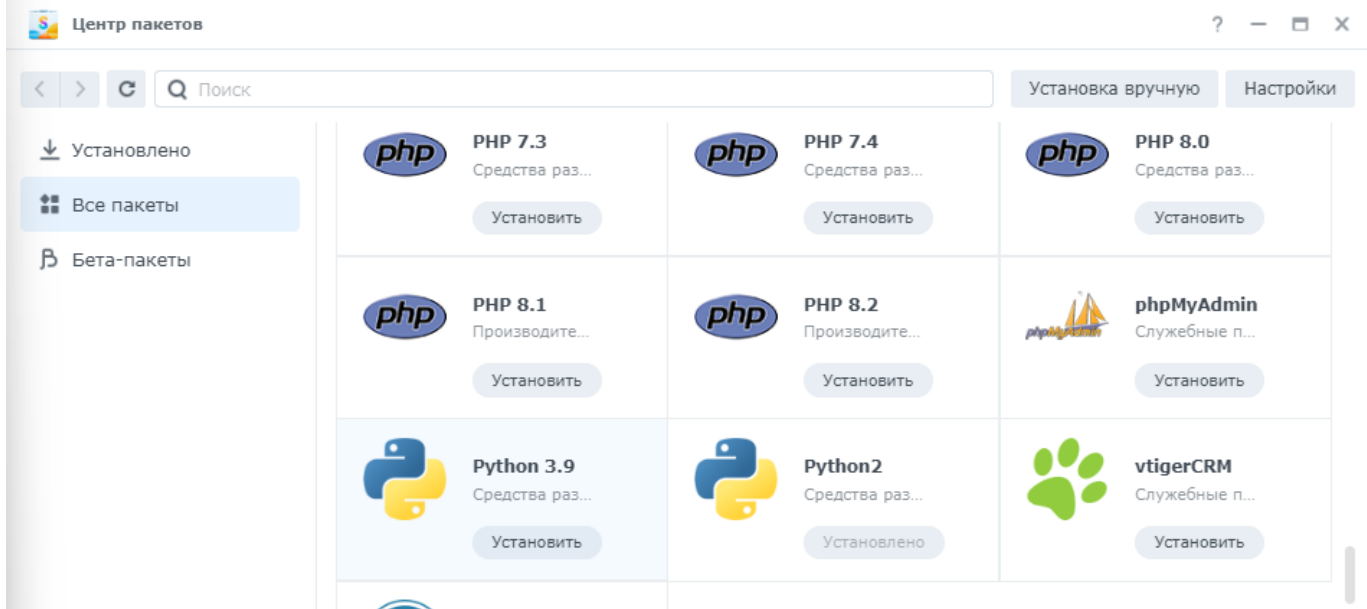 Центр пакетов
Поиск
Установка вручную
Настройки
Установлено
Все пакеты
Бета-пакеты
php
PHP 7.3
Средства раз...
Установить
php
PHP 7.4
Средства раз...
Установить
php
PHP 8.0
Средства раз...
Установить
php
PHP 8.1
Производите...
Установить
php
PHP 8.2
Производите...
Установить
phpMyAdmin
phpMyAdmin
Служебные п...
Установить
Python 3.9
Средства раз...
Установить
Python2
Средства раз...
Установлено
vtigerCRM
Служебные п...
Установить